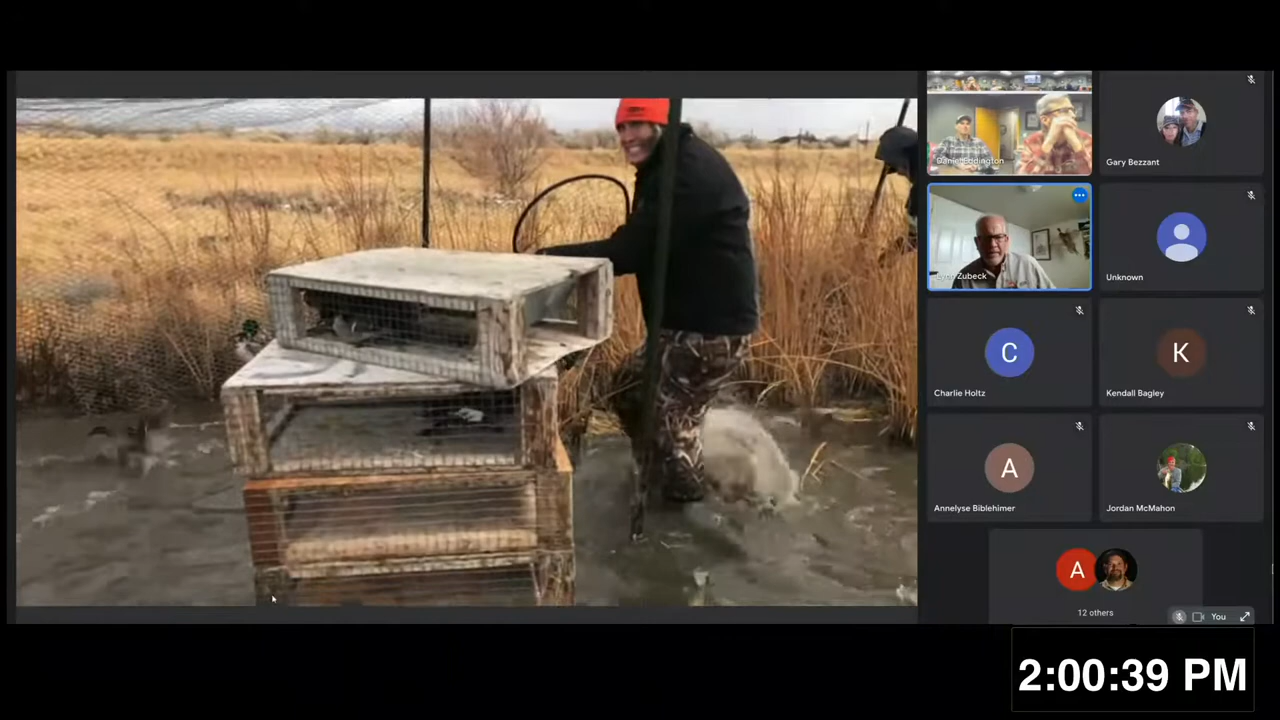 Daniel Eddington
Gary Bezzant
Zubeck
Unknown
C
K
Charlie Holtz
Kendall Bagley
A
Annelyse Biblehimer
Jordan McMahon
A
12 others
You
2:00:39 PM